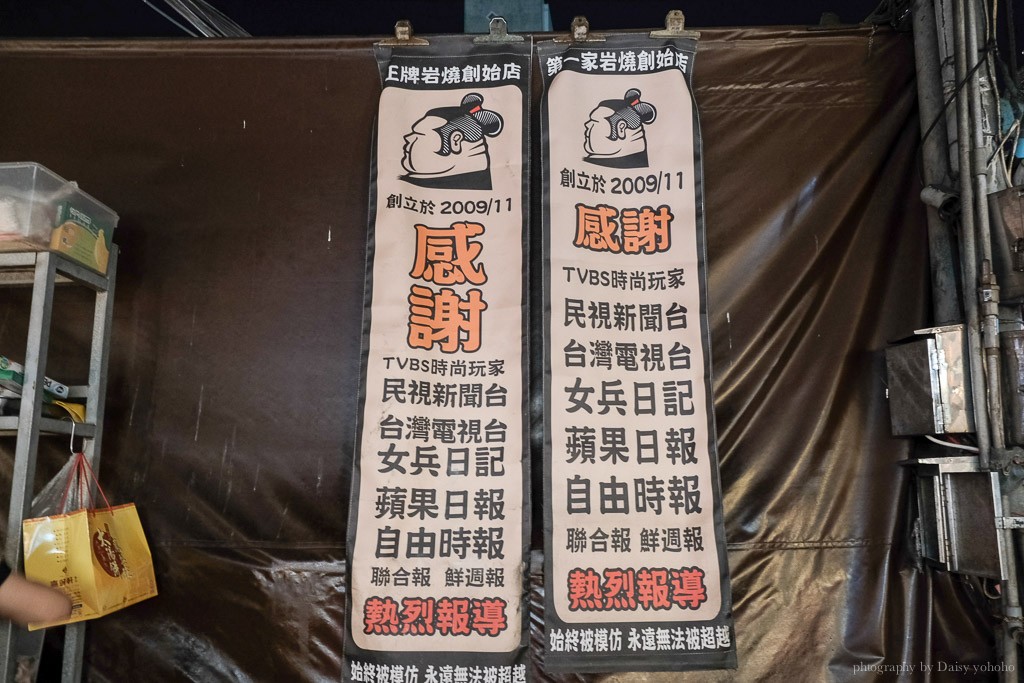 王牌岩燒創始店
創立於 2009/11
感
謝
TVBS時尚玩家
民視新聞台
台灣電視台
女兵日記
蘋果日報
自由時報
聯合報 鮮週報
熱烈報導
始終被模仿 永遠無法被超越
第一家岩燒創始店
創立於 2009/11
感謝
TVBS時尚玩家
民視新聞台
台灣電視台
女兵日記
蘋果日報
自由時報
聯合報 鮮週報
熱烈報導
始終被模仿 永遠無法被超越
photography by Daisy yohoho